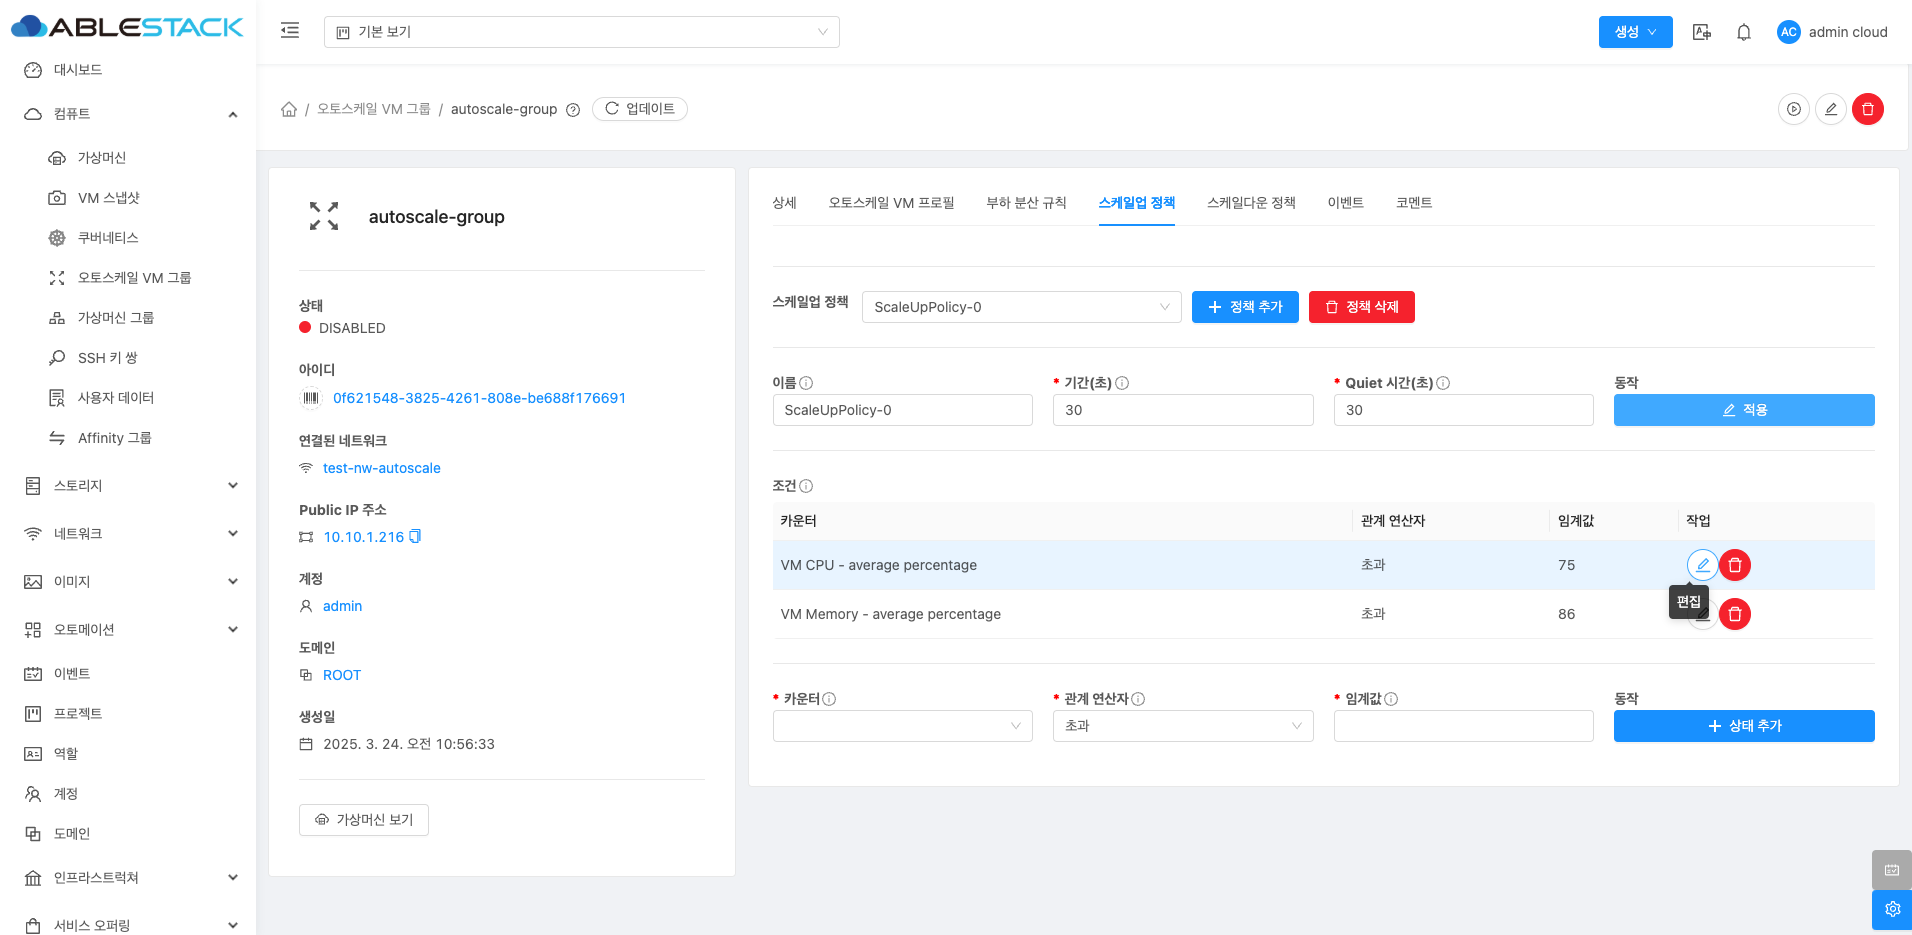 ABLESTACK
기본 보기
생성
AC
admin cloud
대시보드
컴퓨트
가상머신
VM 스냅샷
쿠버네티스
오토스케일 VM 그룹
가상머신 그룹
SSH 키 쌍
사용자 데이터
Affinity 그룹
스토리지
네트워크
이미지
오토메이션
이벤트
프로젝트
역할
계정
도메인
인프라스트럭쳐
서비스 오퍼링
/ 오토스케일 VM 그룹 / autoscale-group
업데이트
autoscale-group
상태
DISABLED
아이디
0f621548-3825-4261-808e-be688f176691
연결된 네트워크
test-nw-autoscale
Public IP 주소
10.10.1.216
계정
admin
도메인
ROOT
생성일
2025. 3. 24. 오전 10:56:33
가상머신 보기
상세 오토스케일 VM 프로필 부하 분산 규칙 스케일업 정책 스케일다운 정책 이벤트 코멘트
스케일업 정책 ScaleUpPolicy-0 정책 추가 정책 삭제
이름 * 기간(초) * Quiet 시간(초) 동작
ScaleUpPolicy-0 30 30 적용
조건
카운터 관계 연산자 임계값 작업
VM CPU - average percentage 초과 75
편집
VM Memory - average percentage 초과 86
* 카운터 * 관계 연산자 * 임계값 동작
초과 상태 추가